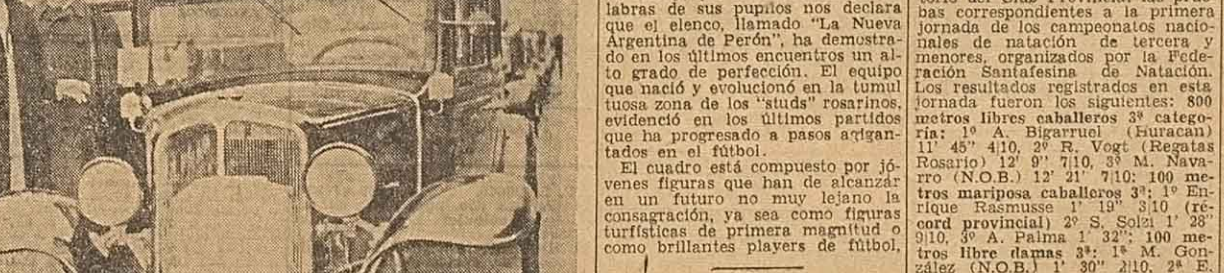 labras de sus pupilos nos declara
que el elenco, llamado "La Nueva
Argentina de Perón", ha demostra-
do en los últimos encuentros un al-
to grado de perfección. El equipo
que nació y evolucionó en la tumul
tuosa zona de los "studs" rosarinos,
evidenció en los últimos partidos
que ha progresado a pasos agigan-
tados en el fútbol.
El cuadro está compuesto por jó-
venes figuras que han de alcanzar
en un futuro no muy lejano la
consagración, ya sea como figuras
turfísticas de primera magnitud o
como brillantes players de fútbol,
bas correspondientes a la primera
jornada de los campeonatos nacio-
nales de natación de tercera y
menores, organizados por la Fede-
ración Santafesina de Natación.
Los resultados registrados en esta
jornada fueron los siguientes: 800
metros libres caballeros 3ª catego-
ría: 1º A. Bigarruel (Huracan)
11' 45" 4|10, 2º R. Vogt (Regatas
Rosario) 12' 9" 7|10, 3º M. Nava-
rro (N.O.B.) 12' 21" 7|10; 100 me-
tros mariposa caballeros 3ª; 1º En-
rique Rasmusse 1' 19" 3|10 (ré-
cord provincial) 2º S. Solzi 1' 28"
9|10, 3º A. Palma 1' 32"; 100 me-
tros libre damas 3ª; 1ª M. Gon-
zález (N.O.B.) 1' 30" 2ª E.